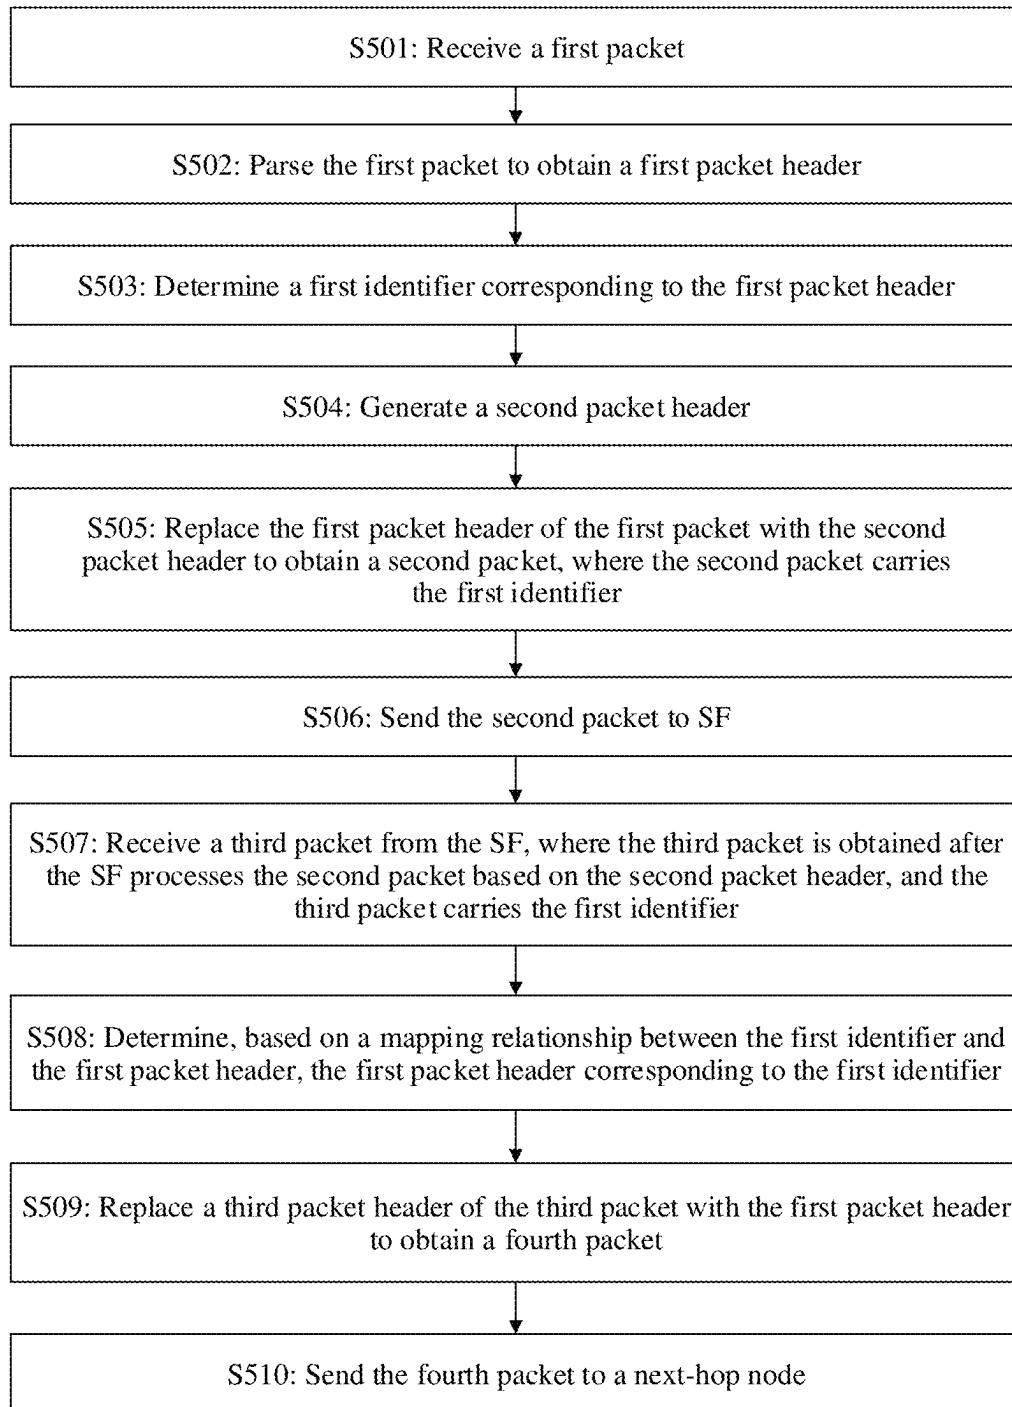 S501: Receive a first packet
S502: Parse the first packet to obtain a first packet header
S503: Determine a first identifier corresponding to the first packet header
S504: Generate a second packet header
S505: Replace the first packet header of the first packet with the second
packet header to obtain a second packet, where the second packet carries
the first identifier
S506: Send the second packet to SF
S507: Receive a third packet from the SF, where the third packet is obtained after
the SF processes the second packet based on the second packet header, and the
third packet carries the first identifier
S508: Determine, based on a mapping relationship between the first identifier and
the first packet header, the first packet header corresponding to the first identifier
S509: Replace a third packet header of the third packet with the first packet header
to obtain a fourth packet
S510: Send the fourth packet to a next-hop node